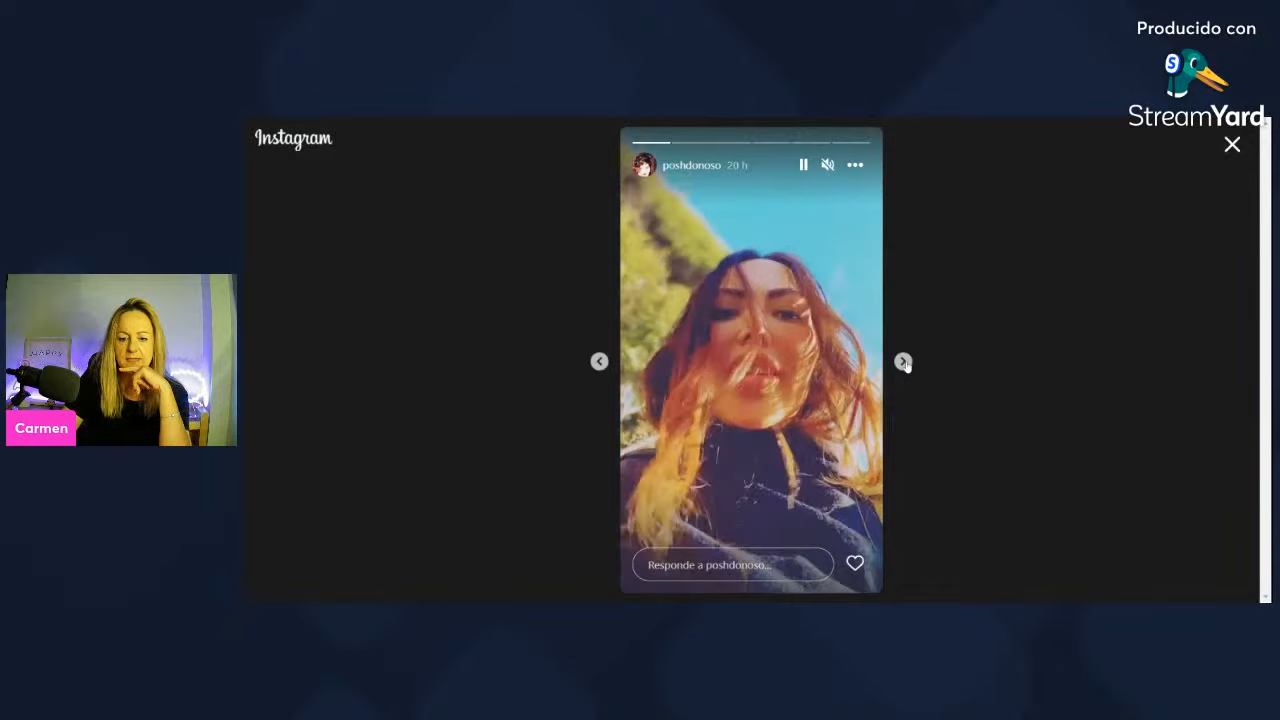 Producido con
StreamYard
Instagram
poshdonoso 20 h
Carmen
Responde a poshdonoso...